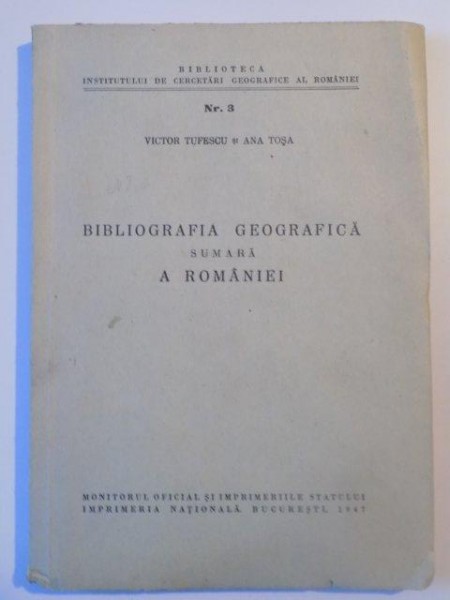 BIBLIOTECA
INSTITUTULUI DE CERCETĂRI GEOGRAFICE AL ROMÂNIEI
Nr. 3
VICTOR TUFESCU și ANA TOȘA
BIBLIOGRAFIA GEOGRAFICĂ
SUMARĂ
A ROMÂNIEI
MONITORUL OFICIAL ȘI IMPRIMERIILE STATULUI
IMPRIMERIA NAȚIONALĂ. BUCUREȘTI, 1947